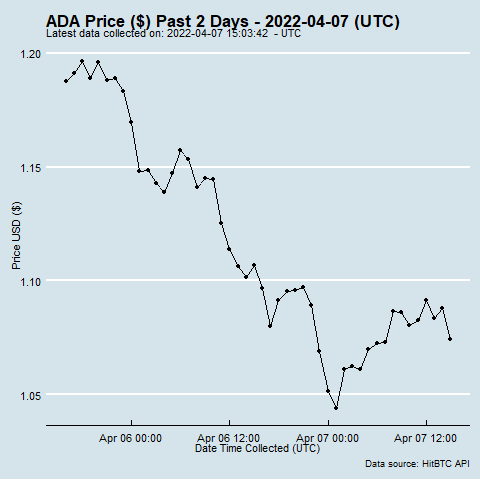 ADA Price ($) Past 2 Days - 2022-04-07 (UTC)
Latest data collected on: 2022-04-07 15:03:42 - UTC
1.20
1.15
1.10
1.05
Price USD ($)
Apr 06 00:00 Apr 06 12:00 Apr 07 00:00 Apr 07 12:00
Date Time Collected (UTC)
Data source: HitBTC API